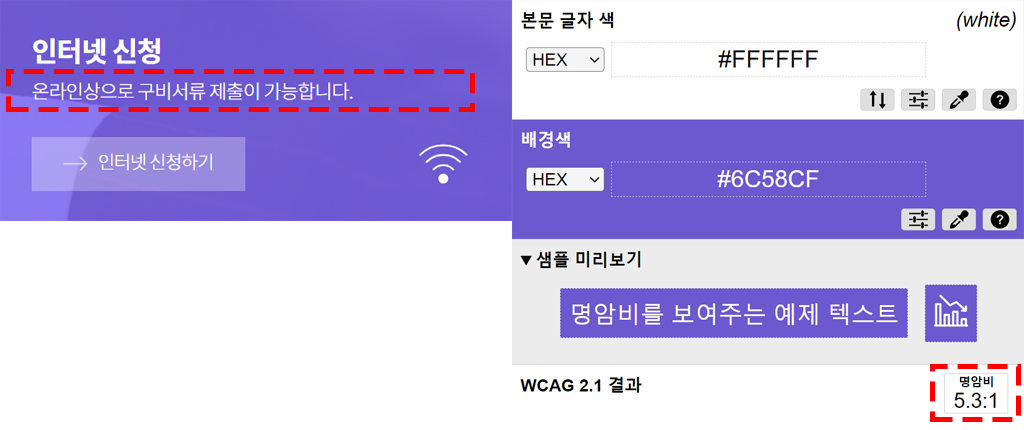 인터넷 신청
온라인상으로 구비서류 제출이 가능합니다.
인터넷 신청하기
본문 글자 색
(white)
HEX
#FFFFFF
?
배경색
HEX
#6C58CF
?
▼ 샘플 미리보기
명암비를 보여주는 예제 텍스트
WCAG 2.1 결과
명암비
5.3:1